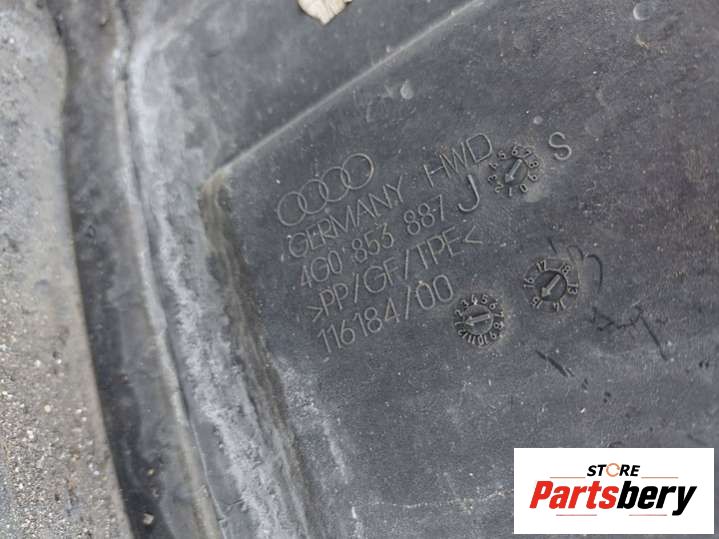 GERMANY HWD
4G0 853 887 J S
>PP/GF/TPE<
116184/00
STORE
Partsbery